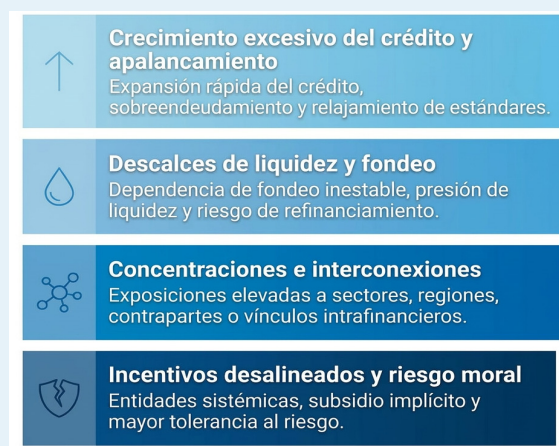 Crecimiento excesivo del crédito y
apalancamiento
Expansión rápida del crédito,
sobreendeudamiento y relajamiento de estándares.
Descalces de liquidez y fondeo
Dependencia de fondeo inestable, presión de
liquidez y riesgo de refinanciamiento.
Concentraciones e interconexiones
Exposiciones elevadas a sectores, regiones,
contrapartes o vínculos intrafinancieros.
Incentivos desalineados y riesgo moral
Entidades sistémicas, subsidio implícito y
mayor tolerancia al riesgo.